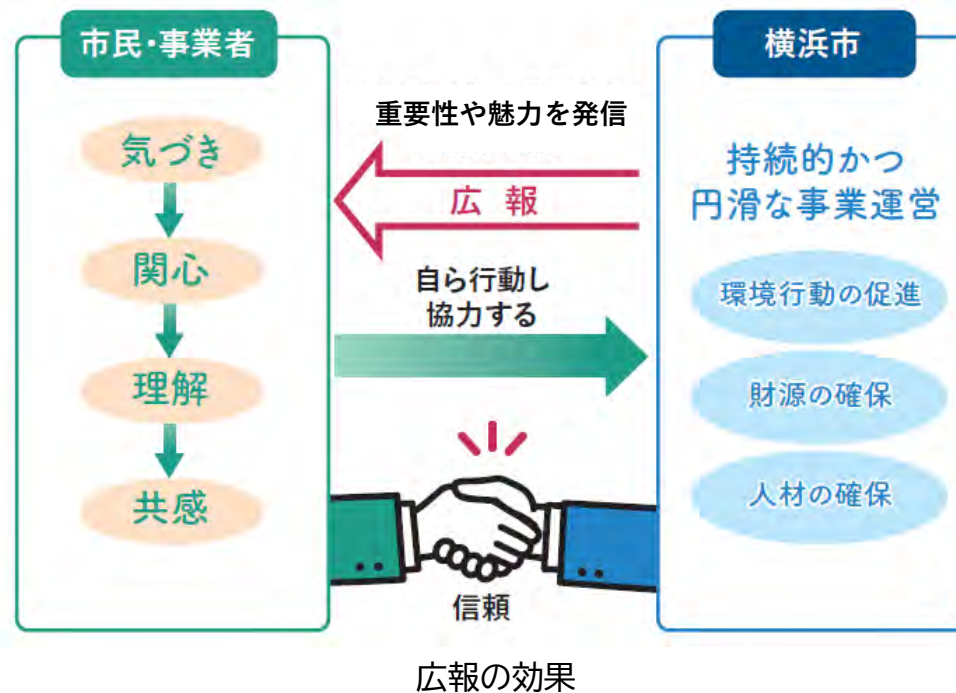 市民・事業者
気づき
関心
理解
共感
重要性や魅力を発信
広 報
自ら行動し
協力する
信頼
横浜市
持続的かつ
円滑な事業運営
環境行動の促進
財源の確保
人材の確保
広報の効果